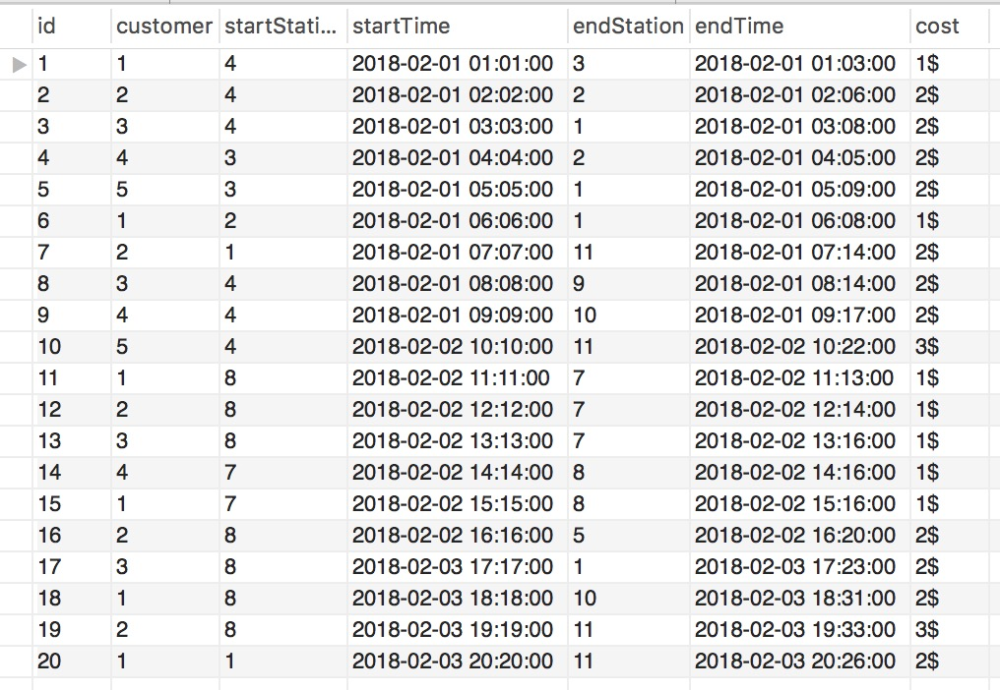 id customer startStati... startTime endStation endTime cost
1 1 4 2018-02-01 01:01:00 3 2018-02-01 01:03:00 1$
2 2 4 2018-02-01 02:02:00 2 2018-02-01 02:06:00 2$
3 3 4 2018-02-01 03:03:00 1 2018-02-01 03:08:00 2$
4 4 3 2018-02-01 04:04:00 2 2018-02-01 04:05:00 2$
5 5 3 2018-02-01 05:05:00 1 2018-02-01 05:09:00 2$
6 1 2 2018-02-01 06:06:00 1 2018-02-01 06:08:00 1$
7 2 1 2018-02-01 07:07:00 11 2018-02-01 07:14:00 2$
8 3 4 2018-02-01 08:08:00 9 2018-02-01 08:14:00 2$
9 4 4 2018-02-01 09:09:00 10 2018-02-01 09:17:00 2$
10 5 4 2018-02-02 10:10:00 11 2018-02-02 10:22:00 3$
11 1 8 2018-02-02 11:11:00 7 2018-02-02 11:13:00 1$
12 2 8 2018-02-02 12:12:00 7 2018-02-02 12:14:00 1$
13 3 8 2018-02-02 13:13:00 7 2018-02-02 13:16:00 1$
14 4 7 2018-02-02 14:14:00 8 2018-02-02 14:16:00 1$
15 1 7 2018-02-02 15:15:00 8 2018-02-02 15:16:00 1$
16 2 8 2018-02-02 16:16:00 5 2018-02-02 16:20:00 2$
17 3 8 2018-02-03 17:17:00 1 2018-02-03 17:23:00 2$
18 1 8 2018-02-03 18:18:00 10 2018-02-03 18:31:00 2$
19 2 8 2018-02-03 19:19:00 11 2018-02-03 19:33:00 3$
20 1 1 2018-02-03 20:20:00 11 2018-02-03 20:26:00 2$